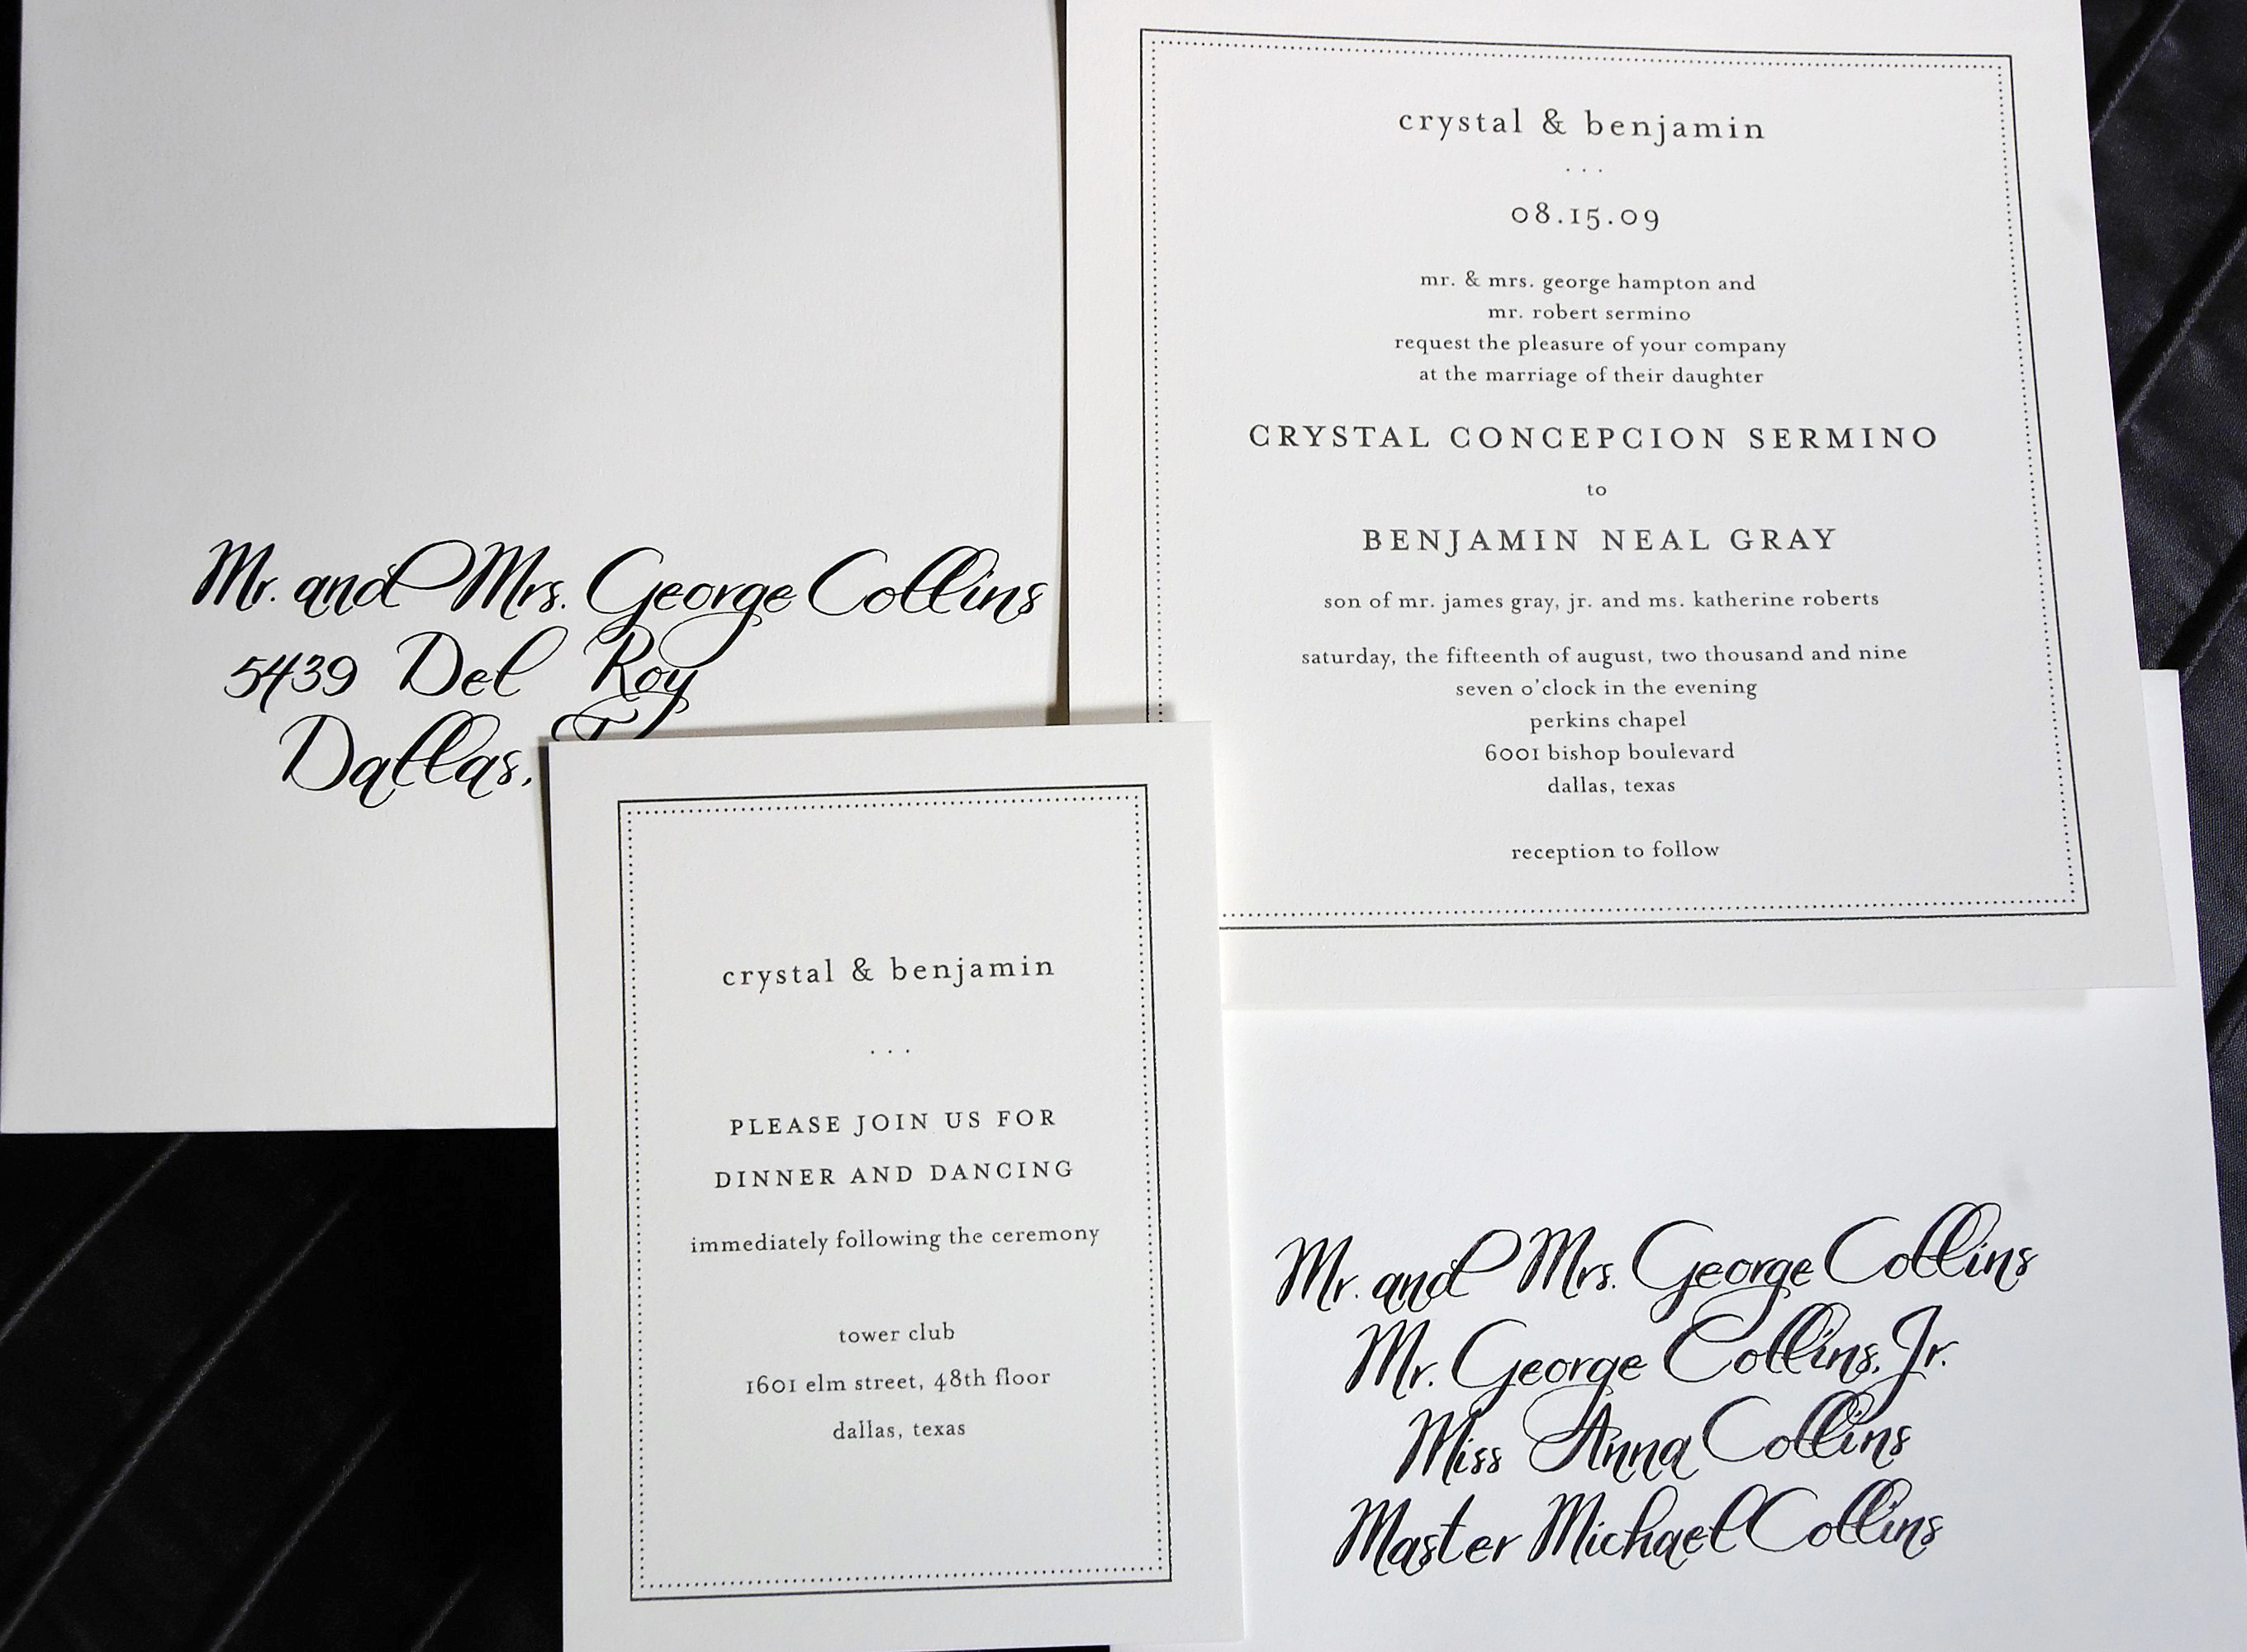 Mr. and Mrs. George Collins
5439 Del Roy
Dallas,
crystal & benjamin
...
08.15.09
mr. & mrs. george hampton and
mr. robert sermino
request the pleasure of your company
at the marriage of their daughter
CRYSTAL CONCEPCION SERMINO
to
BENJAMIN NEAL GRAY
son of mr. james gray, jr. and ms. katherine roberts
saturday, the fifteenth of august, two thousand and nine
seven o'clock in the evening
perkins chapel
6001 bishop boulevard
dallas, texas
reception to follow
crystal & benjamin
...
PLEASE JOIN US FOR
DINNER AND DANCING
immediately following the ceremony
tower club
1601 elm street, 48th floor
dallas, texas
Mr. and Mrs. George Collins
Mr. George Collins, Jr.
Miss Anna Collins
Master Michael Collins